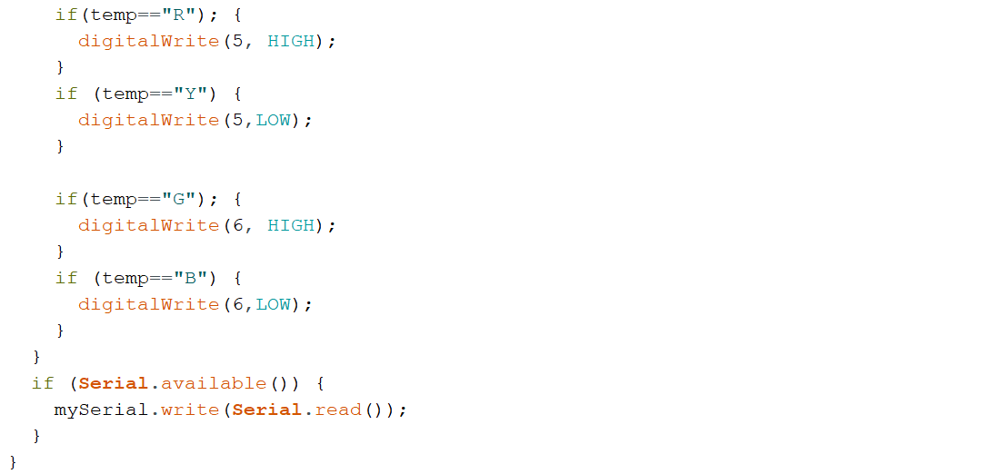 if(temp=="R"); {
digitalWrite(5, HIGH);
}
if (temp=="Y") {
digitalWrite(5,LOW);
}
if(temp=="G"); {
digitalWrite(6, HIGH);
}
if (temp=="B") {
digitalWrite(6,LOW);
}
}
if (Serial.available()) {
mySerial.write(Serial.read());
}
}